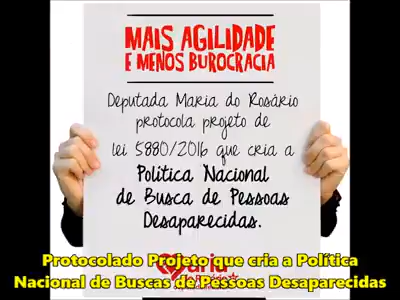 MAIS AGILIDADE
E MENOS BUROCRACIA
Deputada Maria do Rosário
protocola projeto de
lei 5880/2016 que cria a
Política Nacional
de Busca de Pessoas
Desaparecidas.
Protocolado Projeto que cria a Política
Nacional de Buscas de Pessoas Desaparecidas